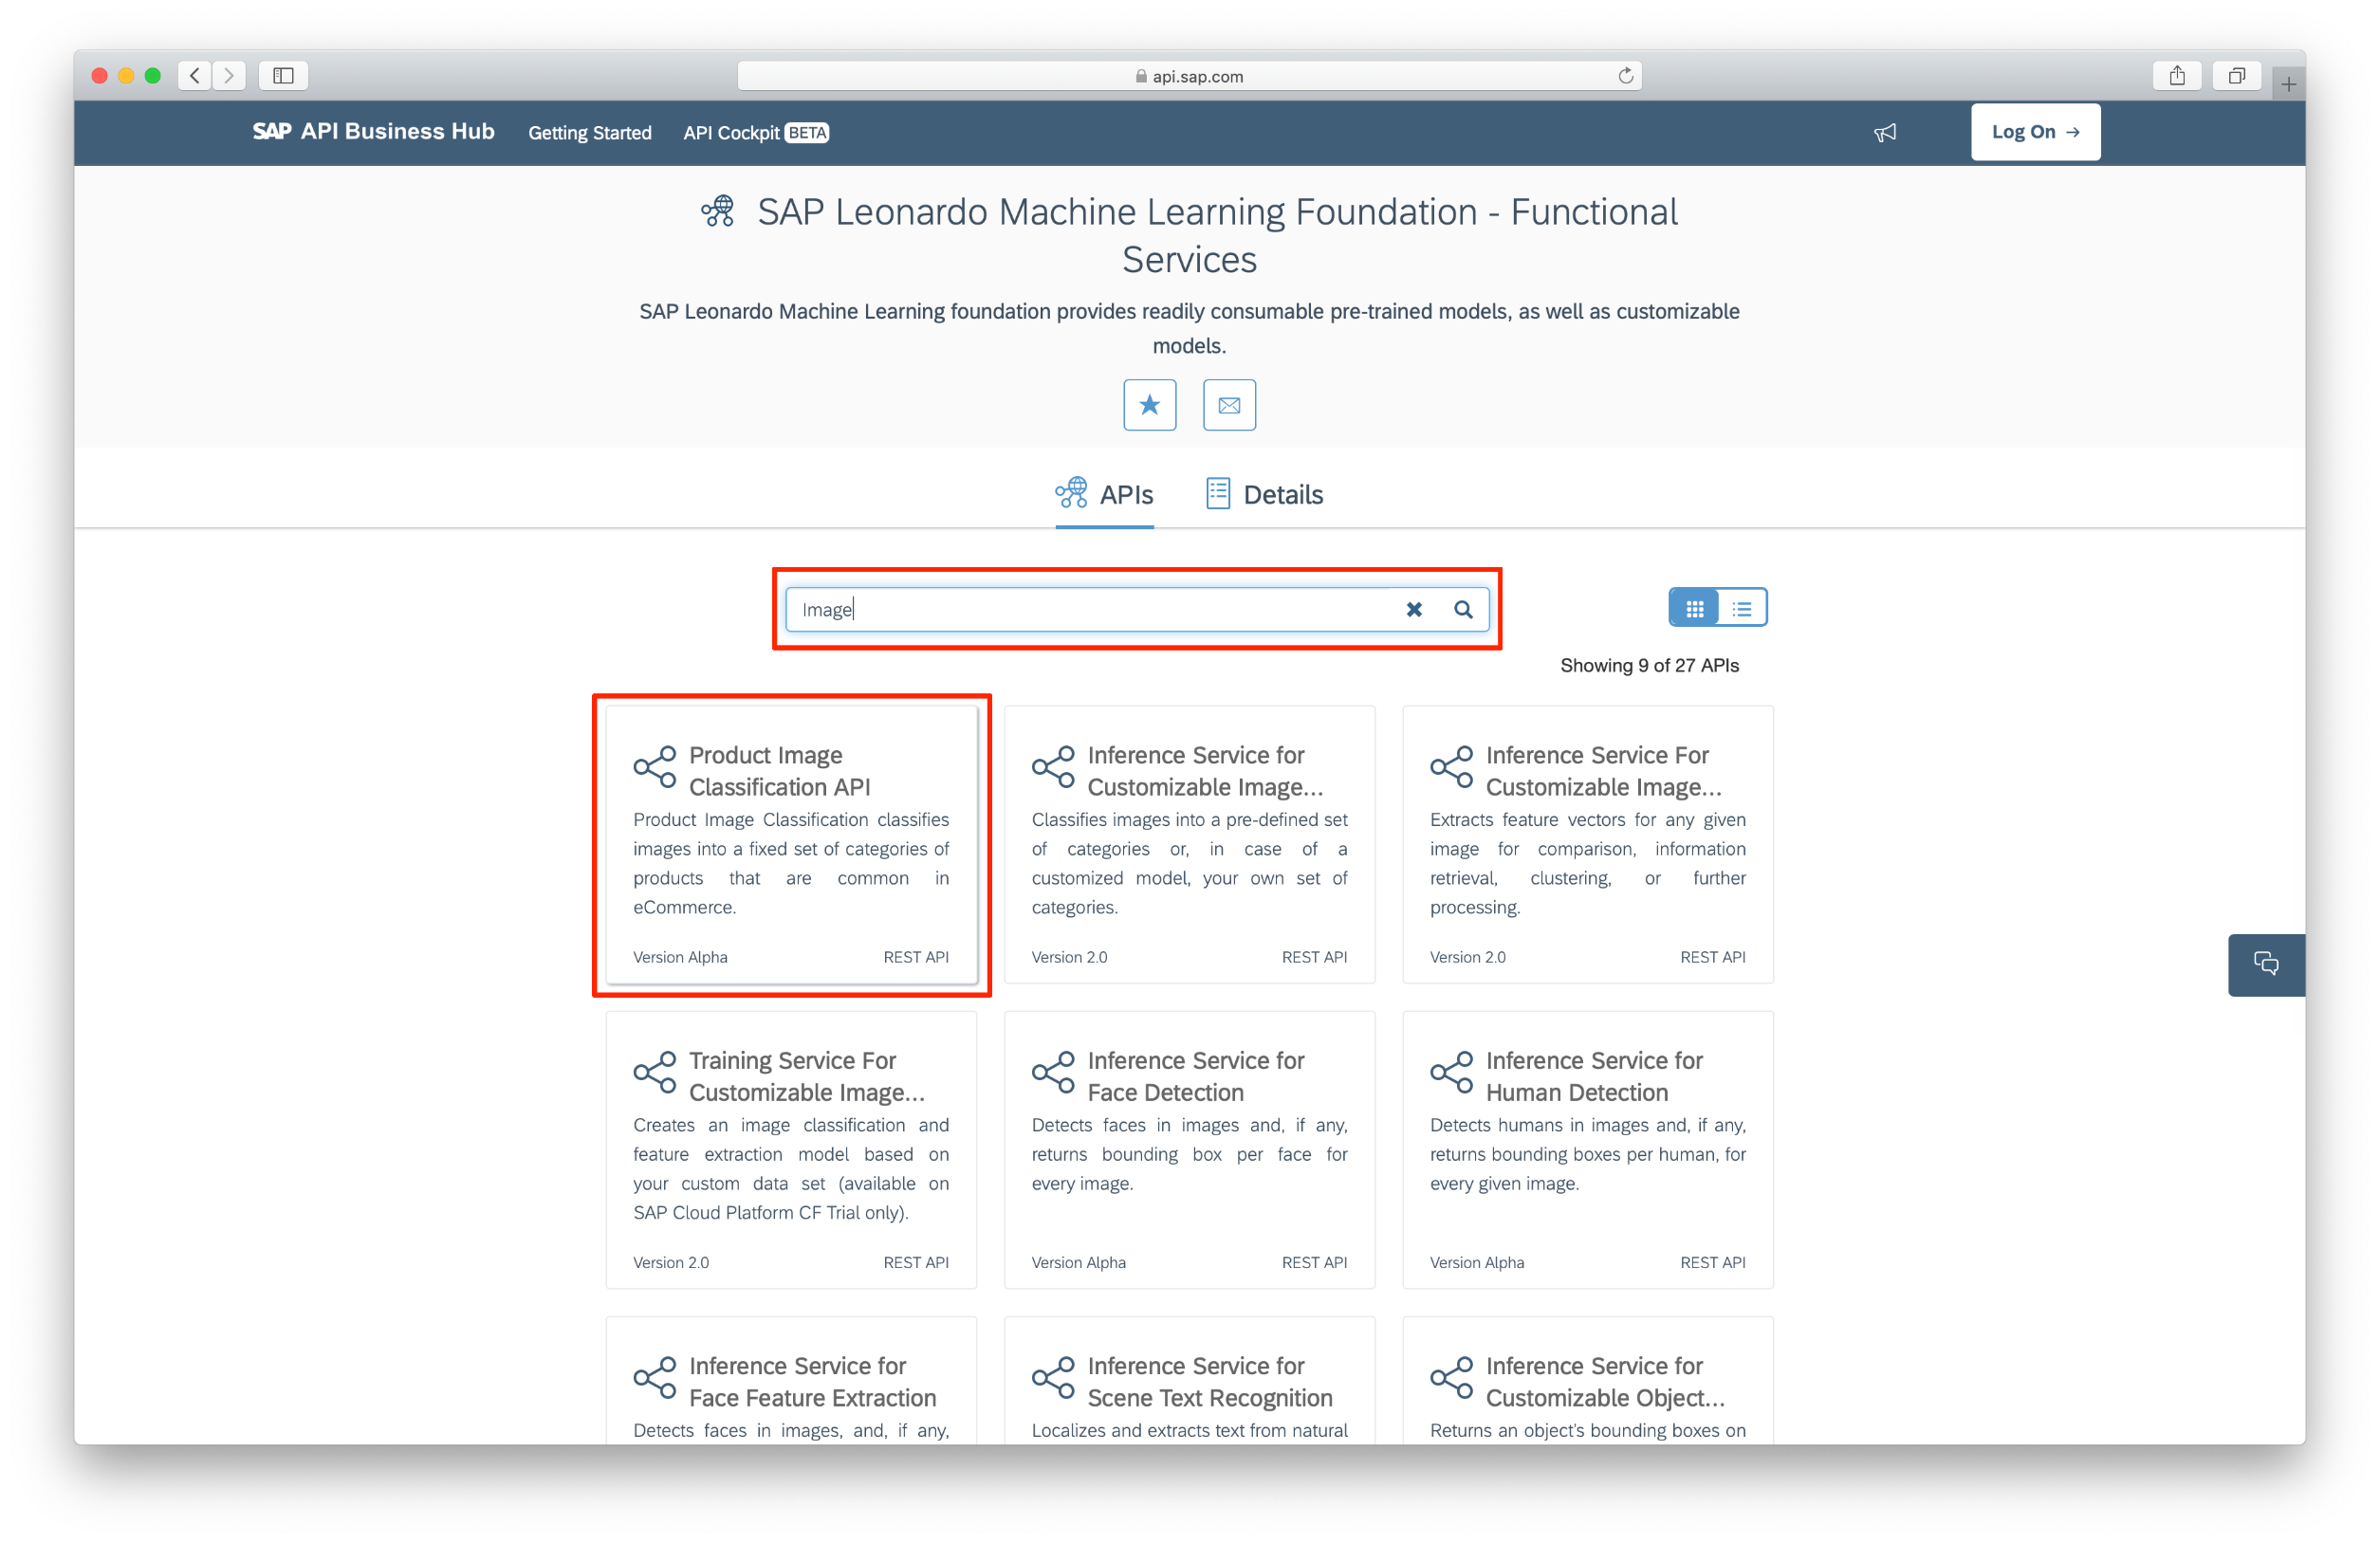 api.sap.com
SAP API Business Hub
Getting Started
API Cockpit BETA
Log On →
SAP Leonardo Machine Learning Foundation - Functional
Services
SAP Leonardo Machine Learning foundation provides readily consumable pre-trained models, as well as customizable
models.
APIs
Details
Image
Showing 9 of 27 APIs
Product Image
Classification API
Product Image Classification classifies
images into a fixed set of categories of
products that are common in
eCommerce.
Version Alpha
REST API
Inference Service for
Customizable Image...
Classifies images into a pre-defined set
of categories or, in case of a
customized model, your own set of
categories.
Version 2.0
REST API
Inference Service For
Customizable Image...
Extracts feature vectors for any given
image for comparison, information
retrieval, clustering, or further
processing.
Version 2.0
REST API
Training Service For
Customizable Image...
Creates an image classification and
feature extraction model based on
your custom data set (available on
SAP Cloud Platform CF Trial only).
Version 2.0
REST API
Inference Service for
Face Detection
Detects faces in images and, if any,
returns bounding box per face for
every image.
Version Alpha
REST API
Inference Service for
Human Detection
Detects humans in images and, if any,
returns bounding boxes per human, for
every given image.
Version Alpha
REST API
Inference Service for
Face Feature Extraction
Detects faces in images, and, if any,
Inference Service for
Scene Text Recognition
Localizes and extracts text from natural
Inference Service for
Customizable Object...
Returns an object's bounding boxes on